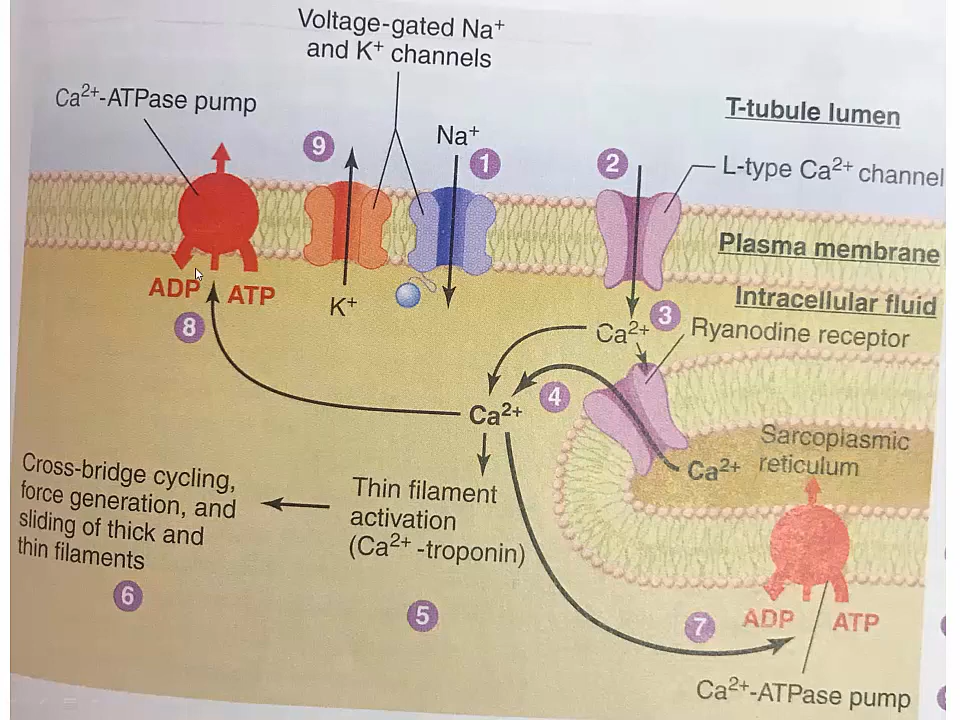 Voltage-gated Na⁺
and K⁺ channels
Ca²⁺-ATPase pump
T-tubule lumen
9
Na⁺
1
2
L-type Ca²⁺ channel
Plasma membrane
ADP
ATP
K⁺
Intracellular fluid
8
Ca²⁺
3
Ryanodine receptor
4
Ca²⁺
Sarcoplasmic
reticulum
Ca²⁺
Cross-bridge cycling,
force generation, and
sliding of thick and
thin filaments
6
Thin filament
activation
(Ca²⁺ -troponin)
5
7
ADP
ATP
Ca²⁺-ATPase pump